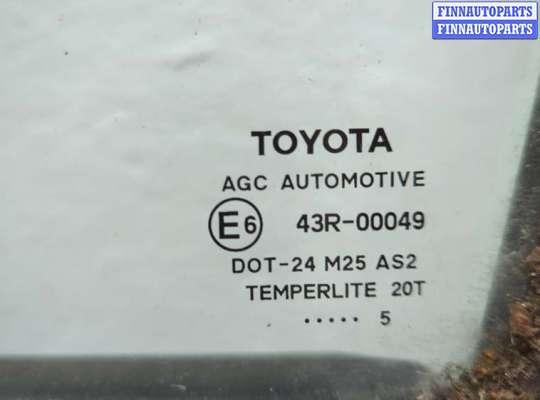 FINNAUTOPARTS
FINNAUTOPARTS
TOYOTA
AGC AUTOMOTIVE
E6 43R-00049
DOT-24 M25 AS2
TEMPERLITE 20T
..... 5